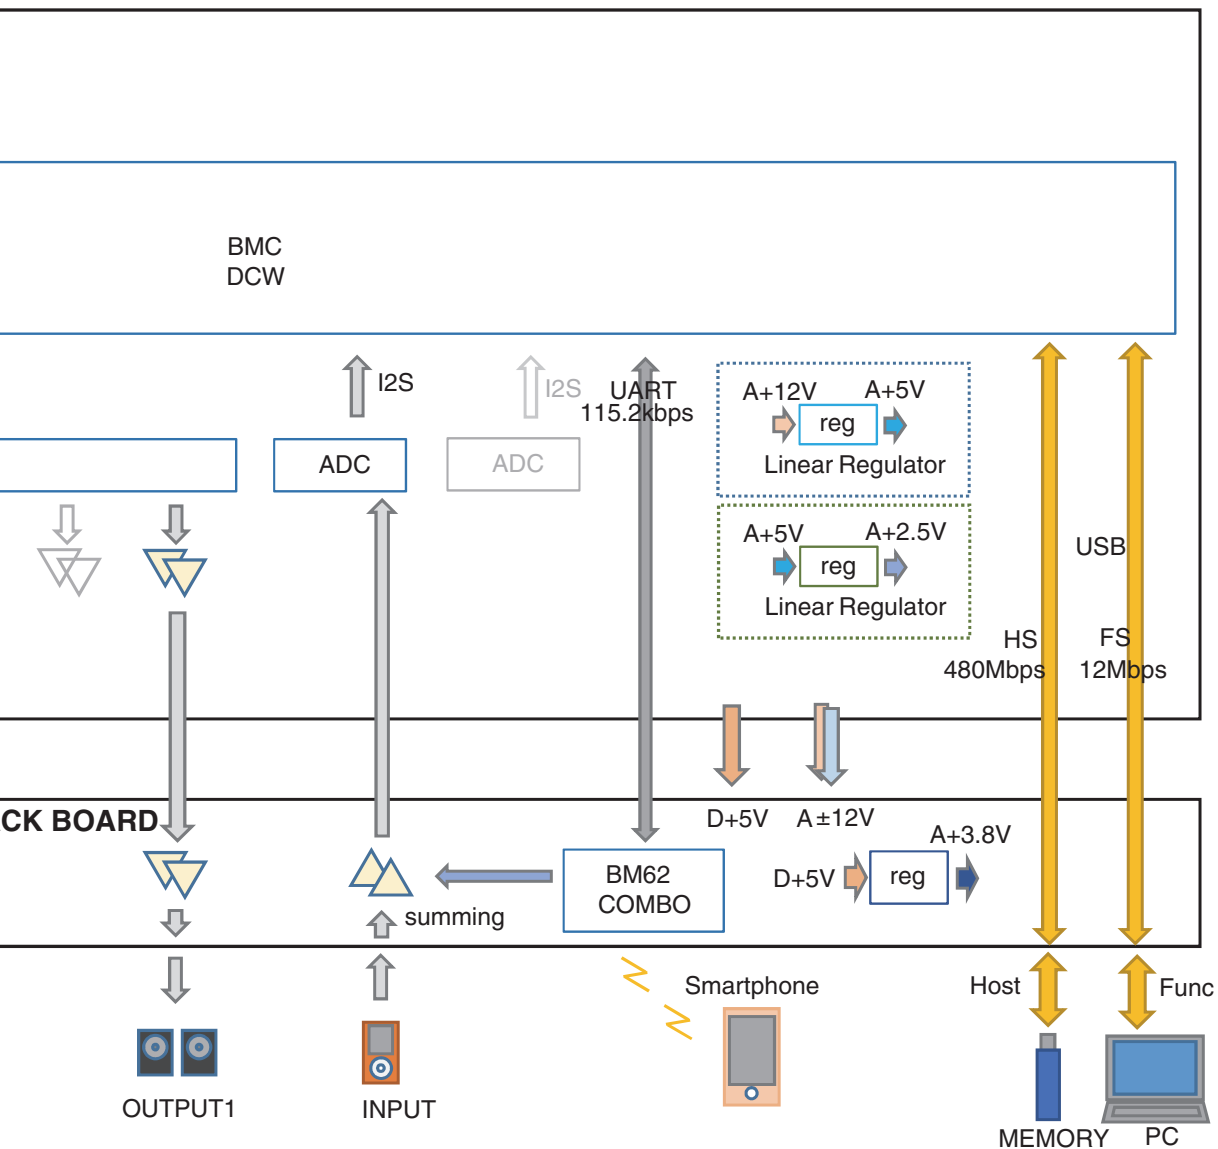 BMC
DCW
I2S
I2S
UART
115.2kbps
A+12V
A+5V
reg
Linear Regulator
ADC
ADC
A+5V
A+2.5V
reg
Linear Regulator
USB
HS
480Mbps
FS
12Mbps
CK BOARD
D+5V
A±12V
A+3.8V
BM62
COMBO
D+5V
reg
summing
Smartphone
Host
Func
OUTPUT1
INPUT
MEMORY
PC